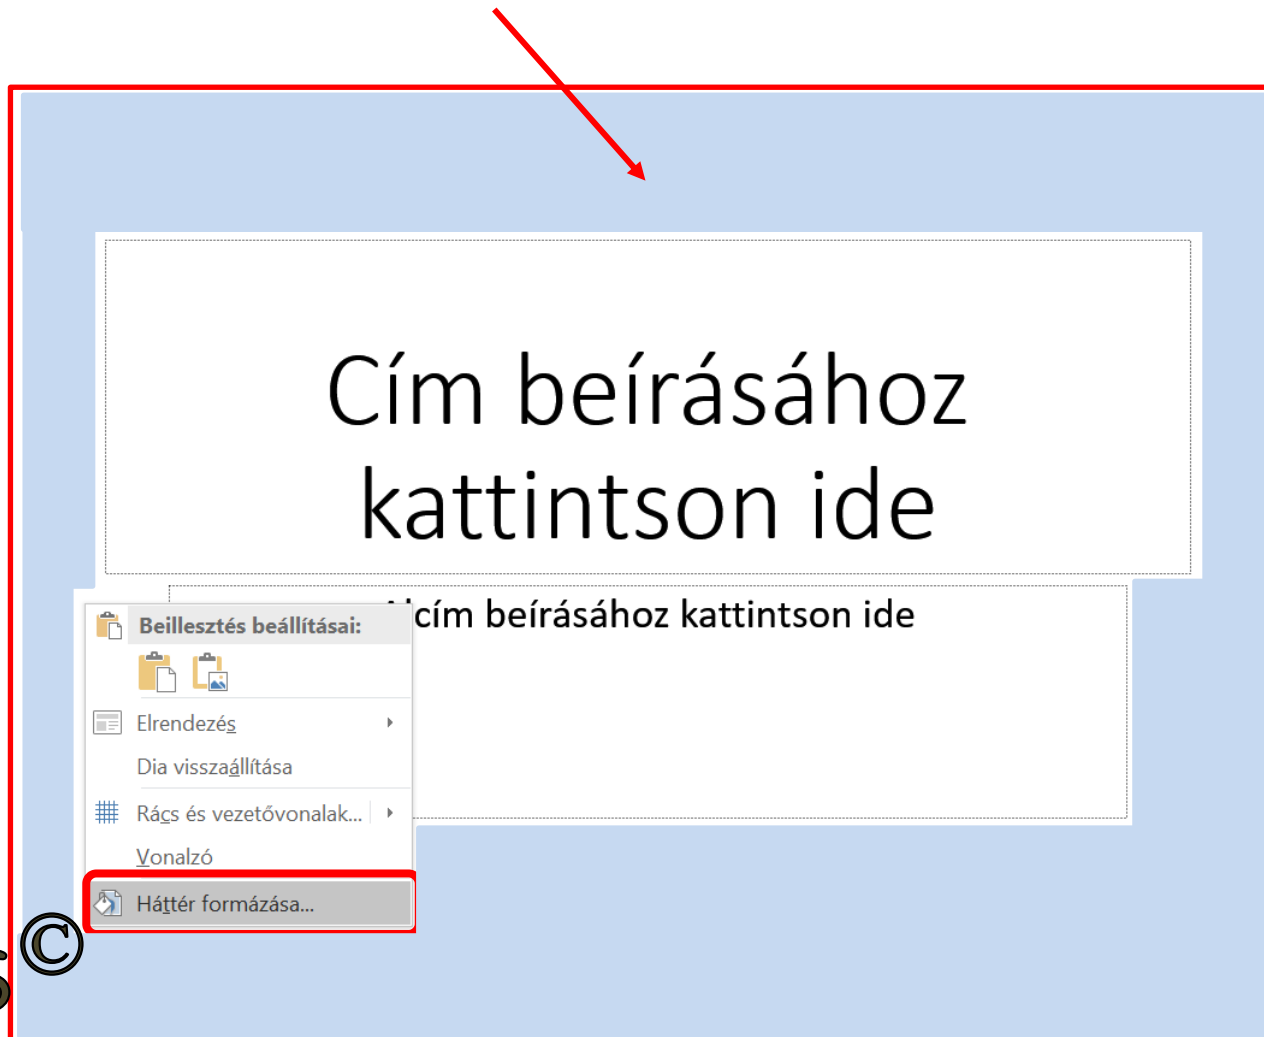 Cím beírásához
kattintson ide
cím beírásához kattintson ide
Beillesztés beállításai:
Elrendezés
Dia visszaállítása
Rács és vezetővonalak...
Vonalzó
Háttér formázása...
©